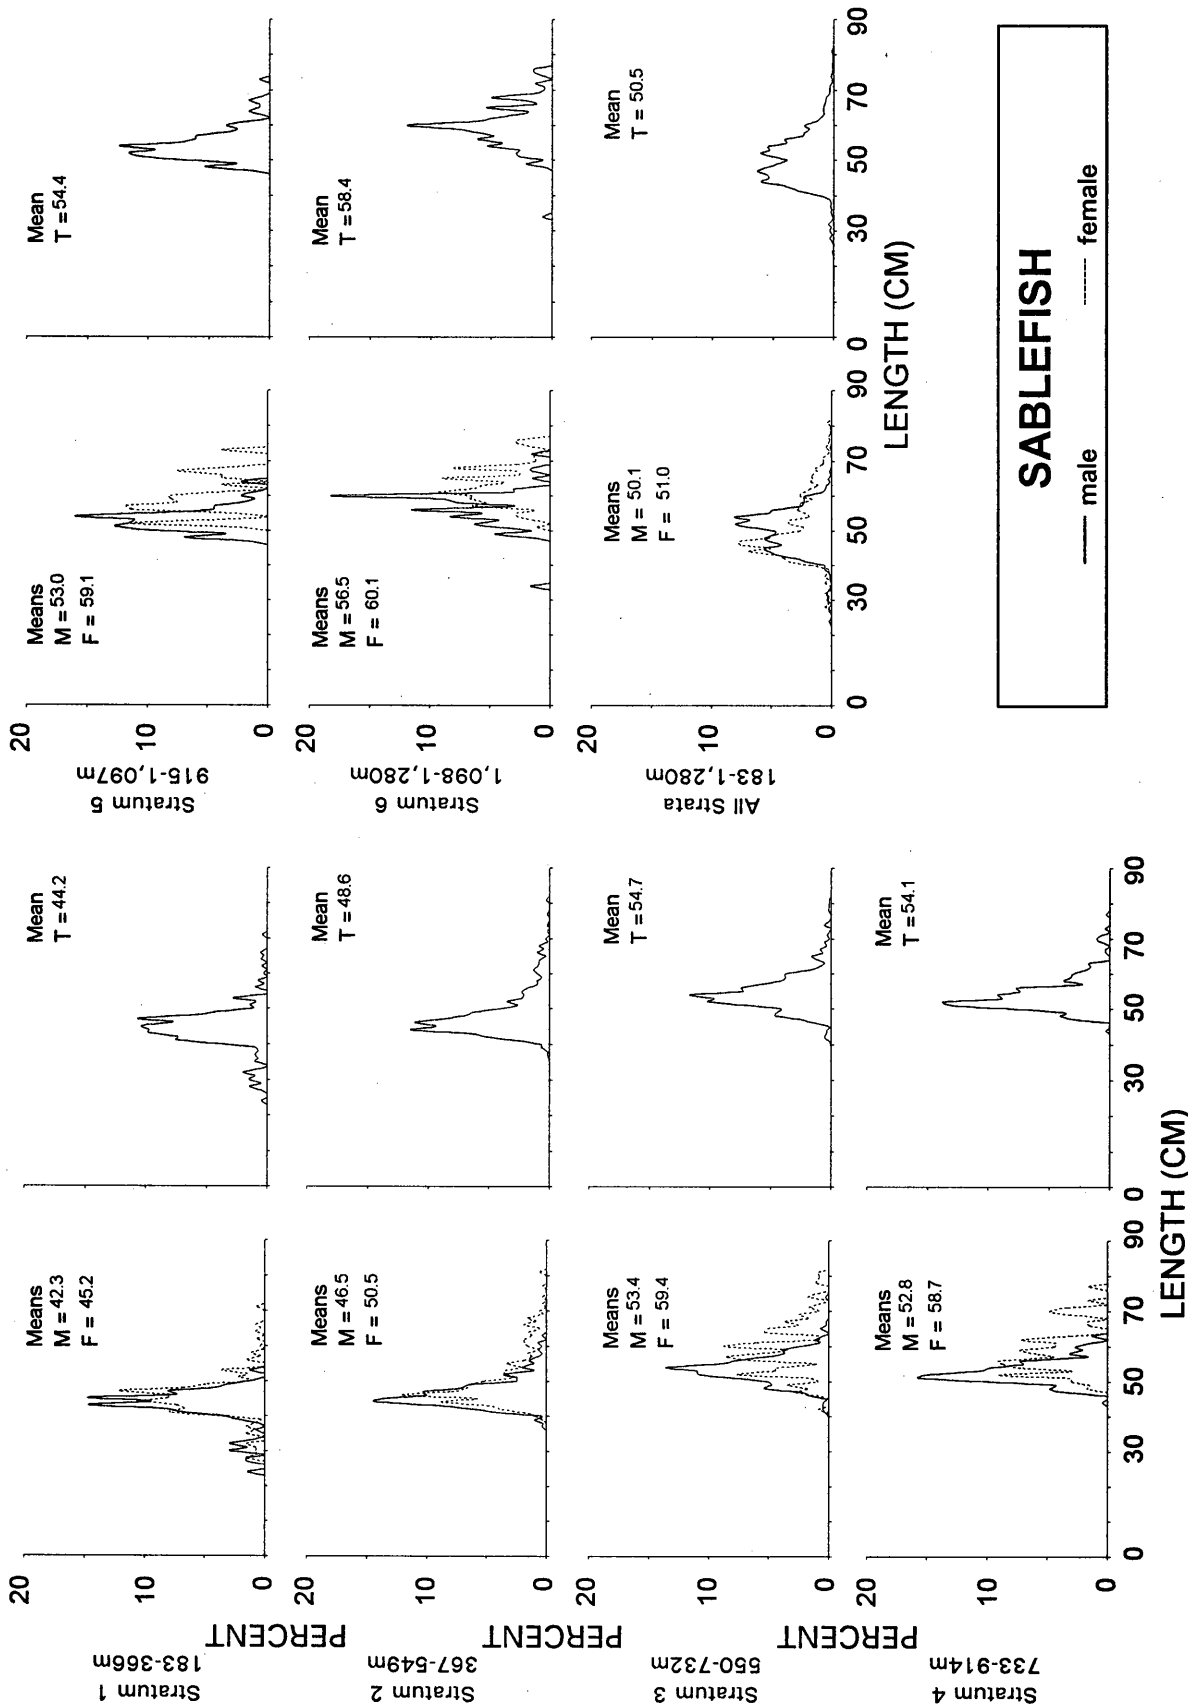 Stratum 1
183-366m
PERCENT
20
10
0
Means
M = 42.3
F = 45.2
Mean
T = 44.2
Stratum 2
367-549m
PERCENT
20
10
0
Means
M = 46.5
F = 50.5
Mean
T = 48.6
Stratum 3
550-732m
20
10
0
Means
M = 53.4
F = 59.4
Mean
T = 54.7
Stratum 4
733-914m
PERCENT
20
10
0
Means
M = 52.8
F = 58.7
Mean
T = 54.1
0 30 50 70 90
0 30 50 70 90
LENGTH (CM)
Stratum 5
915-1,097m
20
10
0
Means
M = 53.0
F = 59.1
Mean
T = 54.4
Stratum 6
1,098-1,280m
20
10
0
Means
M = 56.5
F = 60.1
Mean
T = 58.4
All Strata
183-1,280m
20
10
0
Means
M = 50.1
F = 51.0
Mean
T = 50.5
0 30 50 70 90
0 30 50 70 90
LENGTH (CM)
SABLEFISH
male female